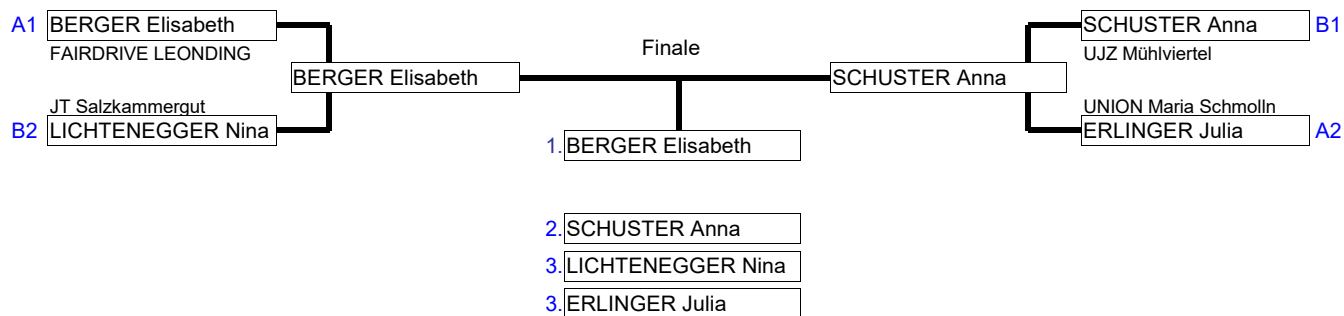 A1 BERGER Elisabeth
FAIRDRIVE LEONDING
BERGER Elisabeth
JT Salzkammergut
B2 LICHTENEGGER Nina
Finale
SCHUSTER Anna B1
UJZ Mühlviertel
SCHUSTER Anna
UNION Maria Schmolln
ERLINGER Julia A2
1. BERGER Elisabeth
2. SCHUSTER Anna
3. LICHTENEGGER Nina
3. ERLINGER Julia